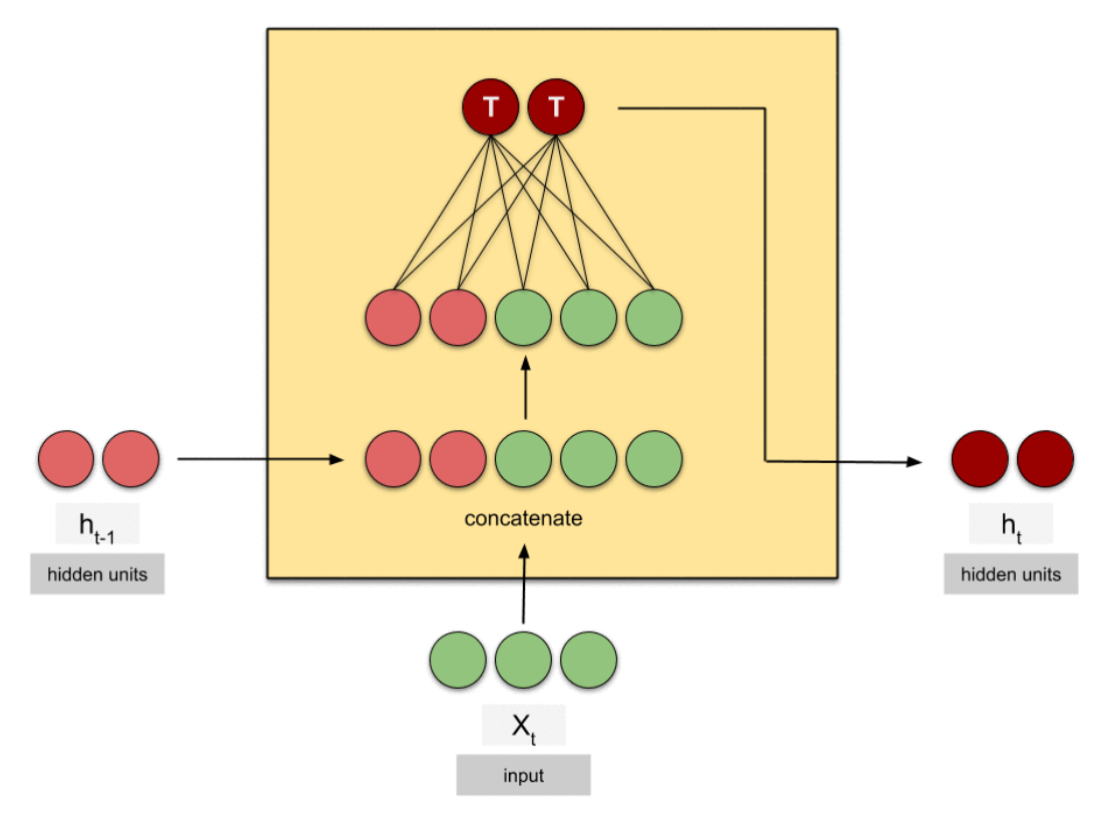 T T
concatenate
h_t-1
hidden units
h_t
hidden units
X_t
input